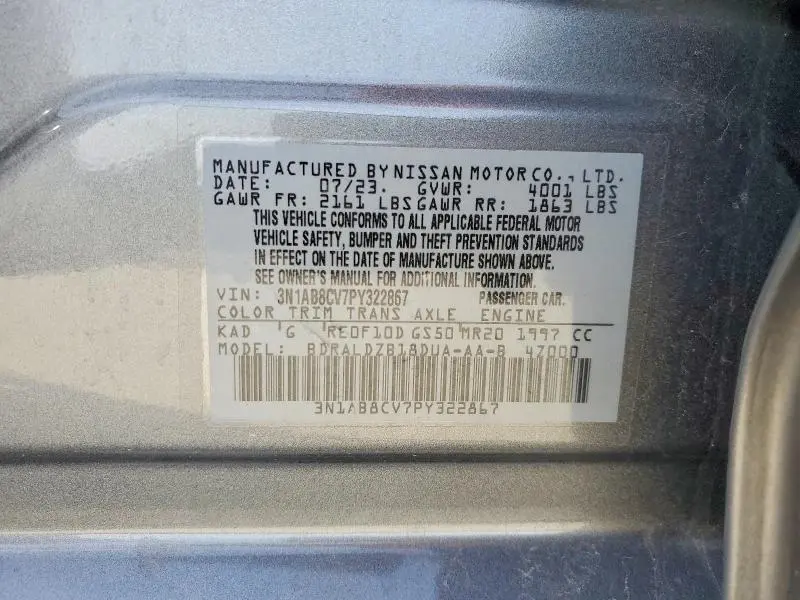 MANUFACTURED BY NISSAN MOTOR CO., LTD.
DATE: 07/23. GVWR: 4001 LBS
GAWR FR: 2161 LBS GAWR RR: 1863 LBS
THIS VEHICLE CONFORMS TO ALL APPLICABLE FEDERAL MOTOR
VEHICLE SAFETY, BUMPER AND THEFT PREVENTION STANDARDS
IN EFFECT ON THE DATE OF MANUFACTURE SHOWN ABOVE.
SEE OWNER'S MANUAL FOR ADDITIONAL INFORMATION.
VIN: 3N1AB8CV7PY322867 PASSENGER CAR.
COLOR TRIM TRANS AXLE ENGINE
KAD G RE0F10D GS50 MR20 1997 CC
MODEL: BDRALDZB18DUA-AA-B 4Z000
3N1AB8CV7PY322867